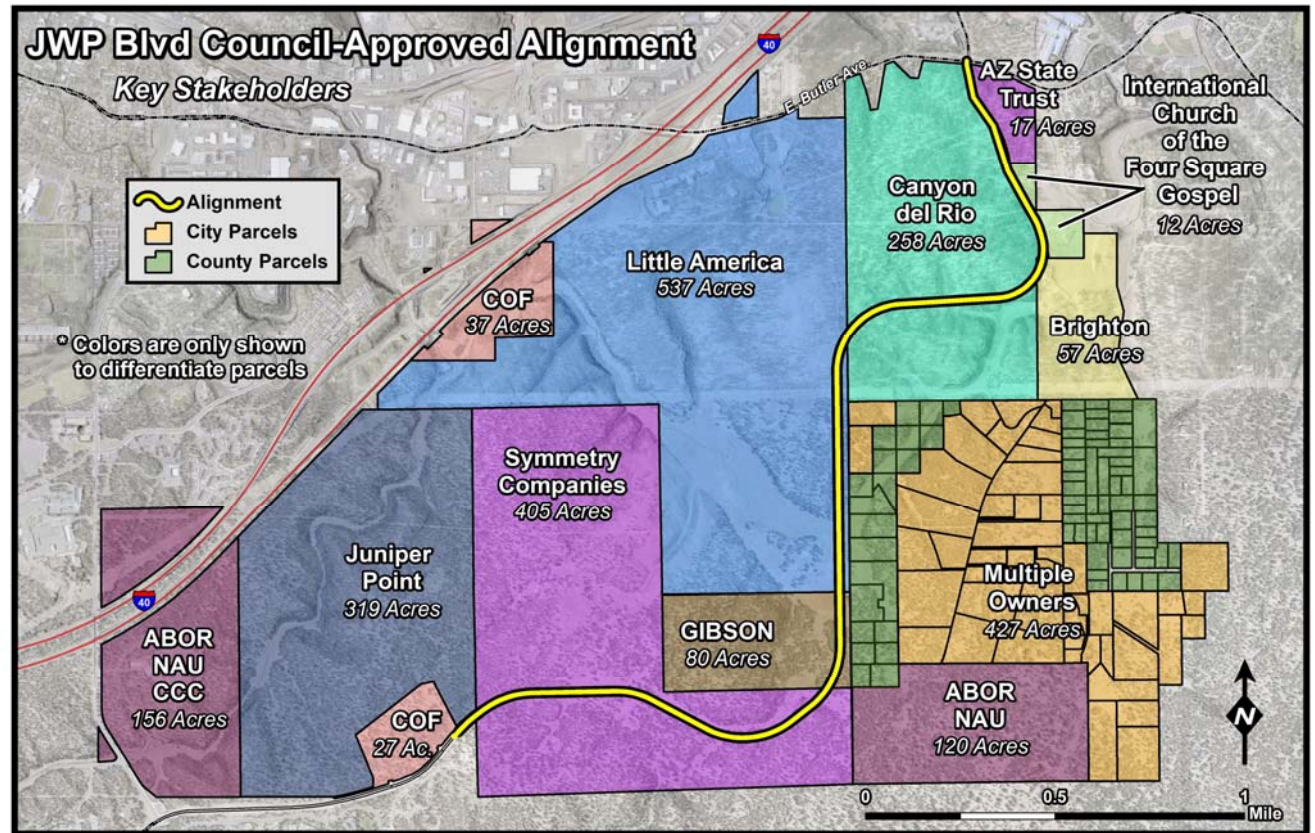 JWP Blvd Council-Approved Alignment
Key Stakeholders
40
E. Butler Ave.
AZ State
Trust
17 Acres
International
Church
of the
Four Square
Gospel
12 Acres
Alignment
City Parcels
County Parcels
* Colors are only shown
to differentiate parcels
Canyon
del Rio
258 Acres
Little America
537 Acres
COF
37 Acres
Brighton
57 Acres
Symmetry
Companies
405 Acres
Juniper
Point
319 Acres
Multiple
Owners
427 Acres
40
ABOR
NAU
CCC
156 Acres
GIBSON
80 Acres
COF
27 Ac.
ABOR
NAU
120 Acres
N
0 0.5 1
Mile